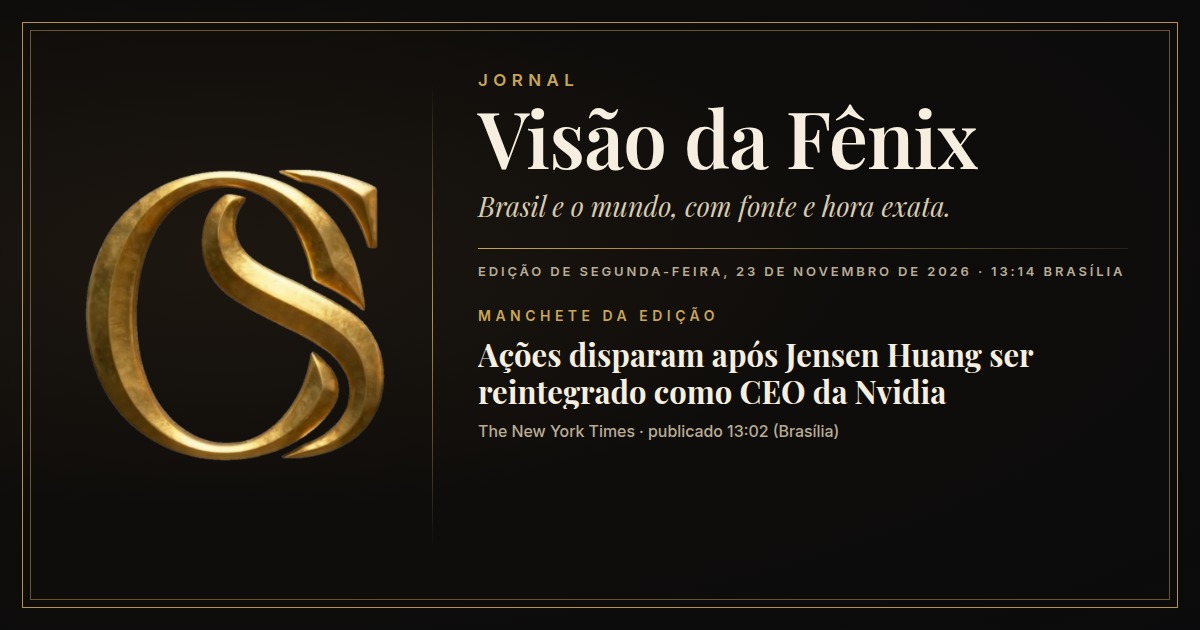 JORNAL
Visão da Fênix
Brasil e o mundo, com fonte e hora exata.
EDIÇÃO DE SEGUNDA-FEIRA, 23 DE NOVEMBRO DE 2026 · 13:14 BRASÍLIA
MANCHETE DA EDIÇÃO
Ações disparam após Jensen Huang ser
reintegrado como CEO da Nvidia
The New York Times · publicado 13:02 (Brasília)